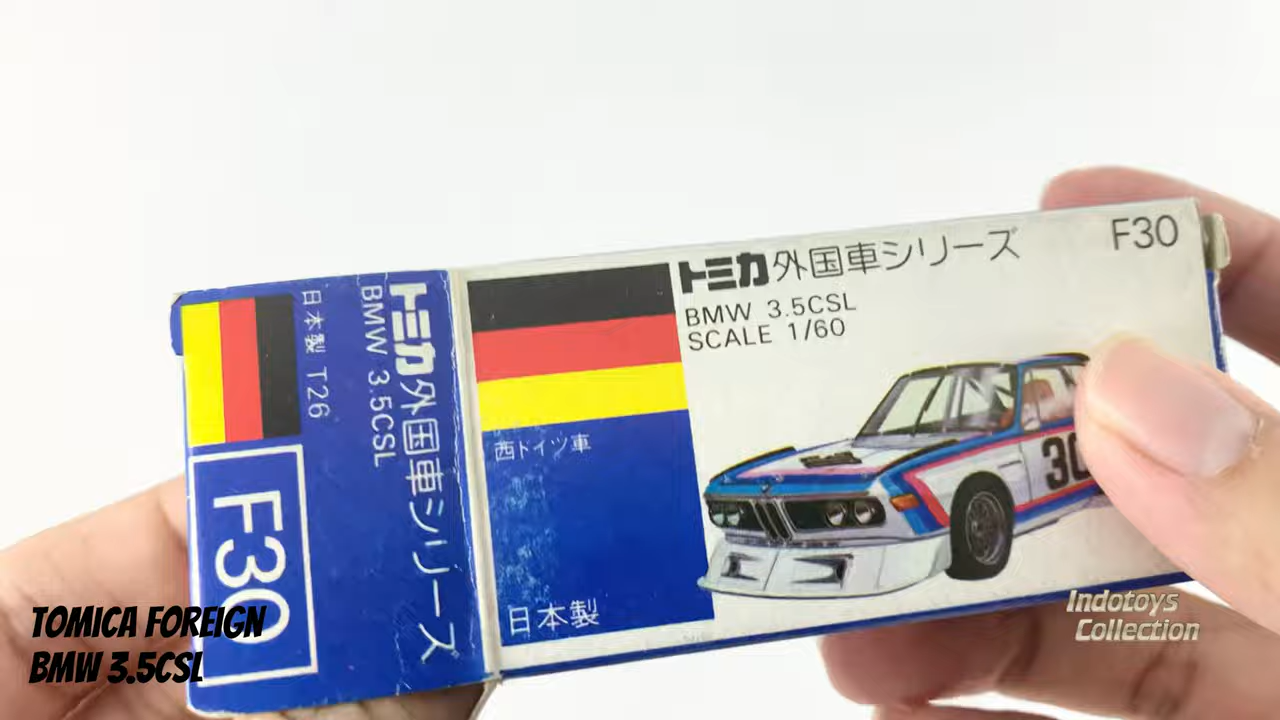 トミカ外国車シリーズ
F30
BMW 3.5CSL
SCALE 1/60
西ドイツ車
日本製
30
トミカ外国車シリーズ
BMW 3.5CSL
日本製 T26
F30
TOMICA FOREIGN
BMW 3.5CSL
Indotoys
Collection